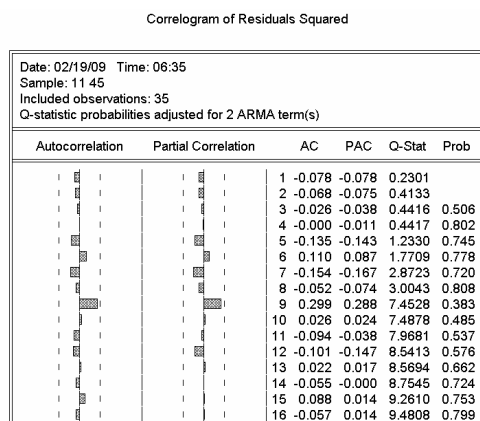 Correlogram of Residuals Squared
Date: 02/19/09 Time: 06:35
Sample: 11 45
Included observations: 35
Q-statistic probabilities adjusted for 2 ARMA term(s)
Autocorrelation Partial Correlation AC PAC Q-Stat Prob
1 -0.078 -0.078 0.2301
2 -0.068 -0.075 0.4133
3 -0.026 -0.038 0.4416 0.506
4 -0.000 -0.011 0.4417 0.802
5 -0.135 -0.143 1.2330 0.745
6 0.110 0.087 1.7709 0.778
7 -0.154 -0.167 2.8723 0.720
8 -0.052 -0.074 3.0043 0.808
9 0.299 0.288 7.4528 0.383
10 0.026 0.024 7.4878 0.485
11 -0.094 -0.038 7.9681 0.537
12 -0.101 -0.147 8.5413 0.576
13 0.022 0.017 8.5694 0.662
14 -0.055 -0.000 8.7545 0.724
15 0.088 0.014 9.2610 0.753
16 -0.057 0.014 9.4808 0.799